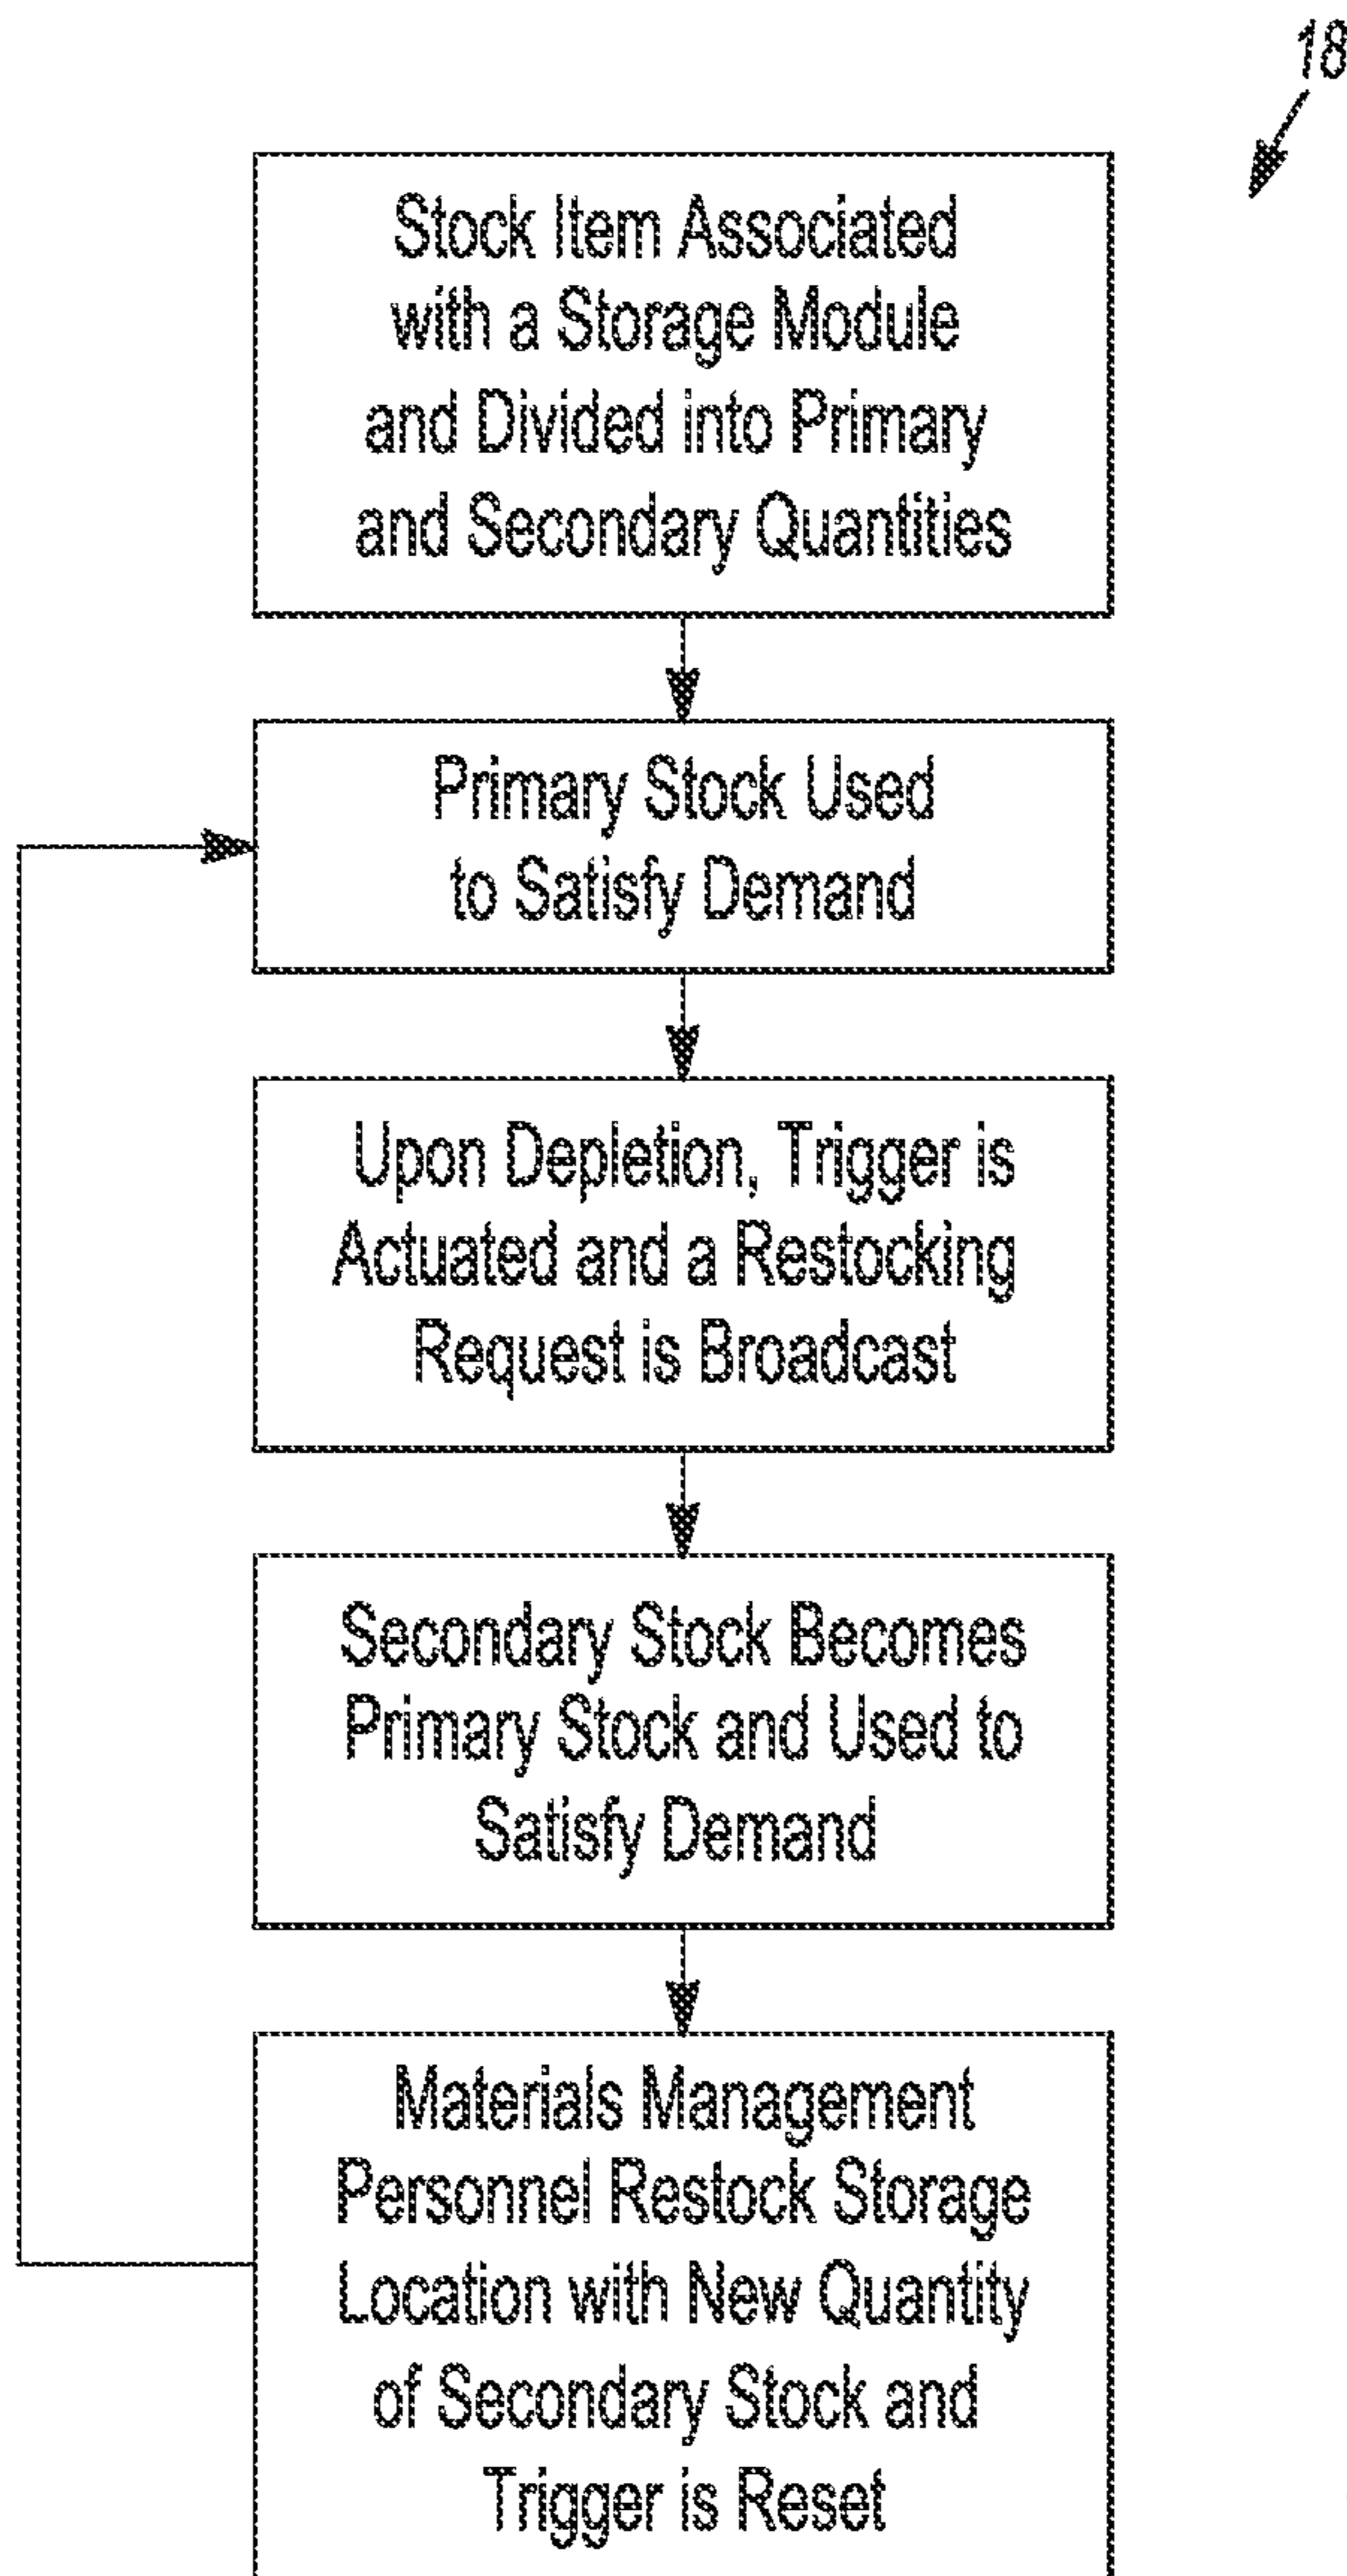 18
Stock Item Associated
with a Storage Module
and Divided into Primary
and Secondary Quantities
Primary Stock Used
to Satisfy Demand
Upon Depletion, Trigger is
Actuated and a Restocking
Request is Broadcast
Secondary Stock Becomes
Primary Stock and Used to
Satisfy Demand
Materials Management
Personnel Restock Storage
Location with New Quantity
of Secondary Stock and
Trigger is Reset